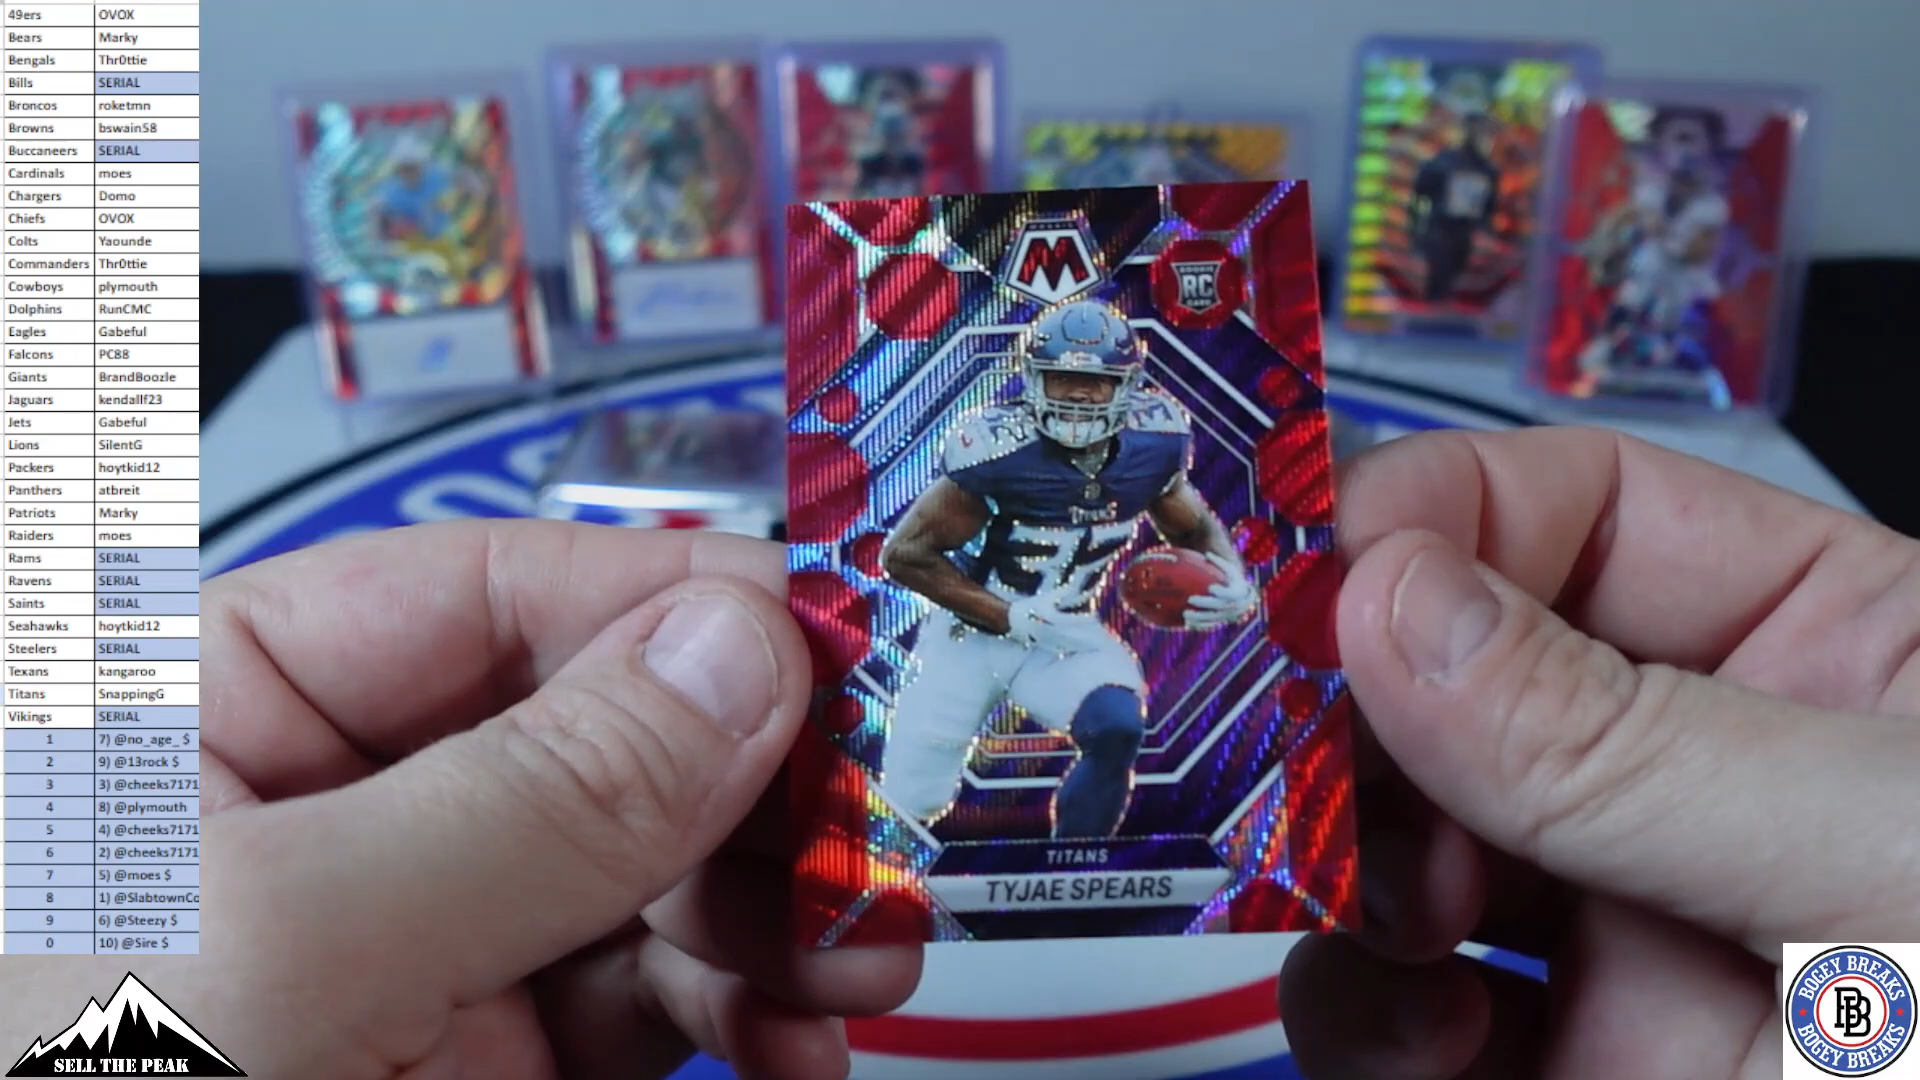 49ers OVOX
Bears Marky
Bengals Thr0ttie
Bills SERIAL
Broncos roketmn
Browns bswain58
Buccaneers SERIAL
Cardinals moes
Chargers Domo
Chiefs OVOX
Colts Yaounde
Commanders Thr0ttie
Cowboys plymouth
Dolphins RunCMC
Eagles Gabeful
Falcons PC88
Giants BrandBoozle
Jaguars kendallf23
Jets Gabeful
Lions SilentG
Packers hoytkid12
Panthers atbreit
Patriots Marky
Raiders moes
Rams SERIAL
Ravens SERIAL
Saints SERIAL
Seahawks hoytkid12
Steelers SERIAL
Texans kangaroo
Titans SnappingG
Vikings SERIAL
1 7) @no_age_ $
2 9) @13rock $
3 3) @cheeks7171
4 8) @plymouth
5 4) @cheeks7171
6 2) @cheeks7171
7 5) @moes $
8 1) @SlabtownCo
9 6) @Steezy $
0 10) @Sire $
SELL THE PEAK
MOSAIC
M
ROOKIE
RC
CARD
TITANS
32
TITANS
TYJAE SPEARS
BOGEY BREAKS
BB
BOGEY BREAKS